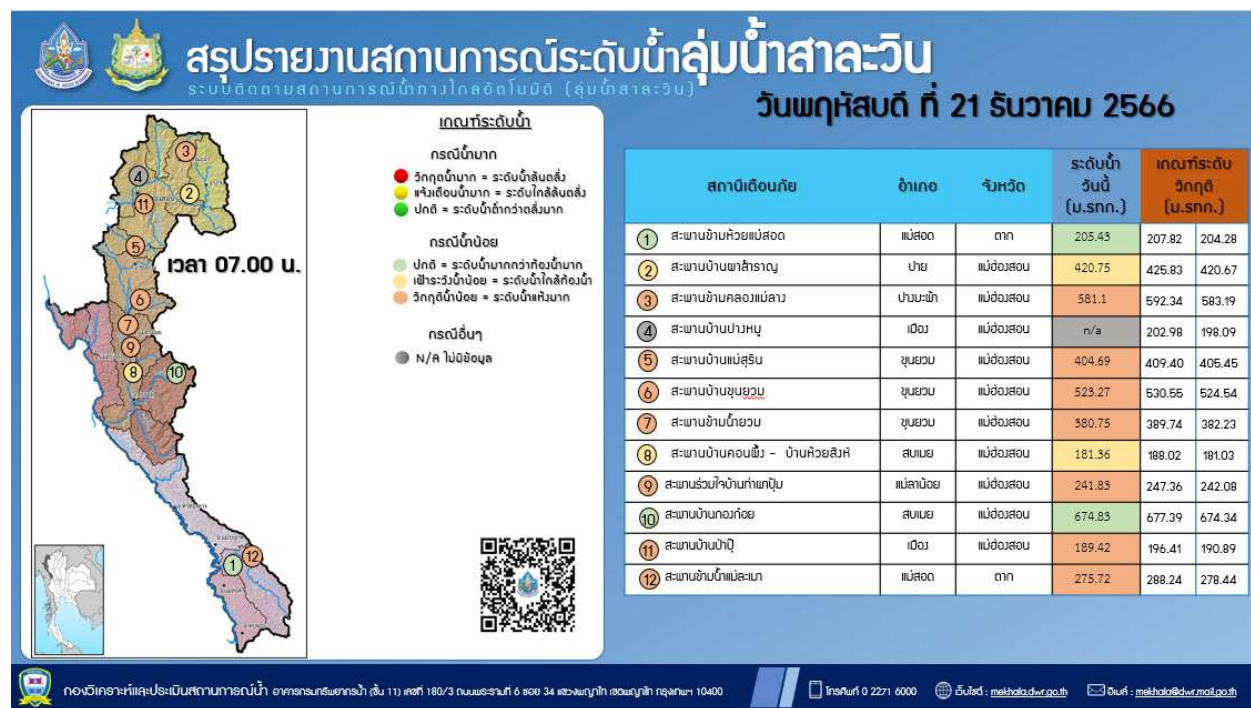 สรุปรายงานสถานการณ์ระดับน้ำลุ่มน้ำสาละวิน
ระบบติดตามสถานการณ์น้ำทางไกลอัตโนมัติ (ลุ่มน้ำสาละวิน)
วันพฤหัสบดี ที่ 21 ธันวาคม 2566
เวลา 07.00 น.
เกณฑ์ระดับน้ำ
กรณีน้ำมาก
วิกฤตน้ำมาก = ระดับน้ำล้นตลิ่ง
แจ้งเตือนน้ำมาก = ระดับใกล้ล้นตลิ่ง
ปกติ = ระดับน้ำต่ำกว่าตลิ่งมาก
กรณีน้ำน้อย
ปกติ = ระดับน้ำมากกว่าท้องน้ำมาก
เฝ้าระวังน้ำน้อย = ระดับน้ำใกล้ท้องน้ำ
วิกฤติน้ำน้อย = ระดับน้ำแห้งมาก
กรณีอื่นๆ
N/A ไม่มีข้อมูล
3
4
2
11
5
6
7
9
8
10
12
1
สถานีเตือนภัย อำเภอ จังหวัด ระดับน้ำวันนี้ (ม.รทก.) เกณฑ์ระดับวิกฤติ (ม.รทก.)
1 สะพานข้ามห้วยแม่สอด แม่สอด ตาก 205.43 207.82 204.28
2 สะพานบ้านผาสำราญ ปาย แม่ฮ่องสอน 420.75 425.83 420.67
3 สะพานข้ามคลองแม่ลาง ปางมะผ้า แม่ฮ่องสอน 581.1 592.34 583.19
4 สะพานบ้านปางหมู เมือง แม่ฮ่องสอน n/a 202.98 198.09
5 สะพานบ้านแม่สุริน ขุนยวม แม่ฮ่องสอน 404.69 409.40 405.45
6 สะพานบ้านขุนยวม ขุนยวม แม่ฮ่องสอน 523.27 530.55 524.54
7 สะพานข้ามน้ำยวม ขุนยวม แม่ฮ่องสอน 380.75 389.74 382.23
8 สะพานบ้านคอนผึ้ง - บ้านห้วยสิงห์ สบเมย แม่ฮ่องสอน 181.36 188.02 181.03
9 สะพานร่วมใจบ้านท่าผาปุ้ม แม่ลาน้อย แม่ฮ่องสอน 241.83 247.36 242.08
10 สะพานบ้านกองก๋อย สบเมย แม่ฮ่องสอน 674.83 677.39 674.34
11 สะพานบ้านป่าปุ๊ เมือง แม่ฮ่องสอน 189.42 196.41 190.89
12 สะพานข้ามน้ำแม่ละเมา แม่สอด ตาก 275.72 288.24 278.44
กองวิเคราะห์และประเมินสถานการณ์น้ำ อาคารกรมทรัพยากรน้ำ (ชั้น 11) เลขที่ 180/3 ถนนพระรามที่ 6 ซอย 34 แขวงพญาไท เขตพญาไท กรุงเทพฯ 10400 โทรศัพท์ 0 2271 6000 เว็บไซต์ : mekhala.dwr.go.th อีเมล์ : mekhala@dwr.mail.go.th